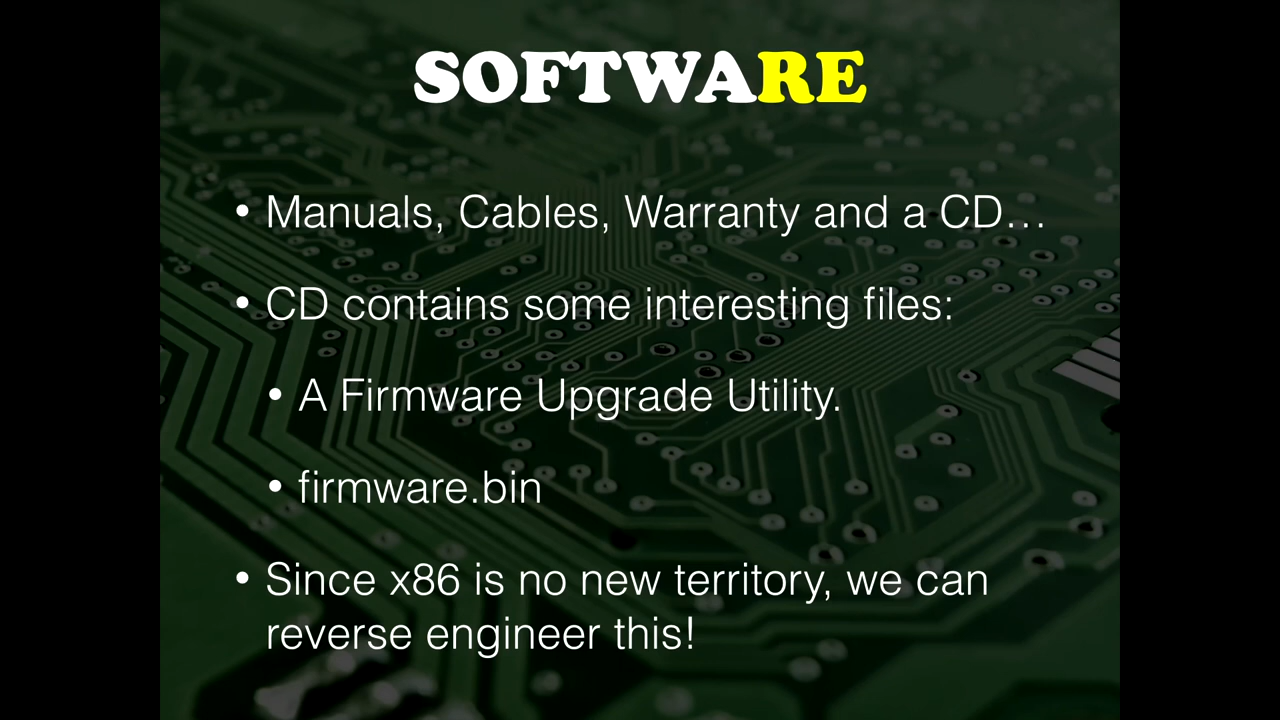 SOFTWARE
• Manuals, Cables, Warranty and a CD…
• CD contains some interesting files:
• A Firmware Upgrade Utility.
• firmware.bin
• Since x86 is no new territory, we can
reverse engineer this!